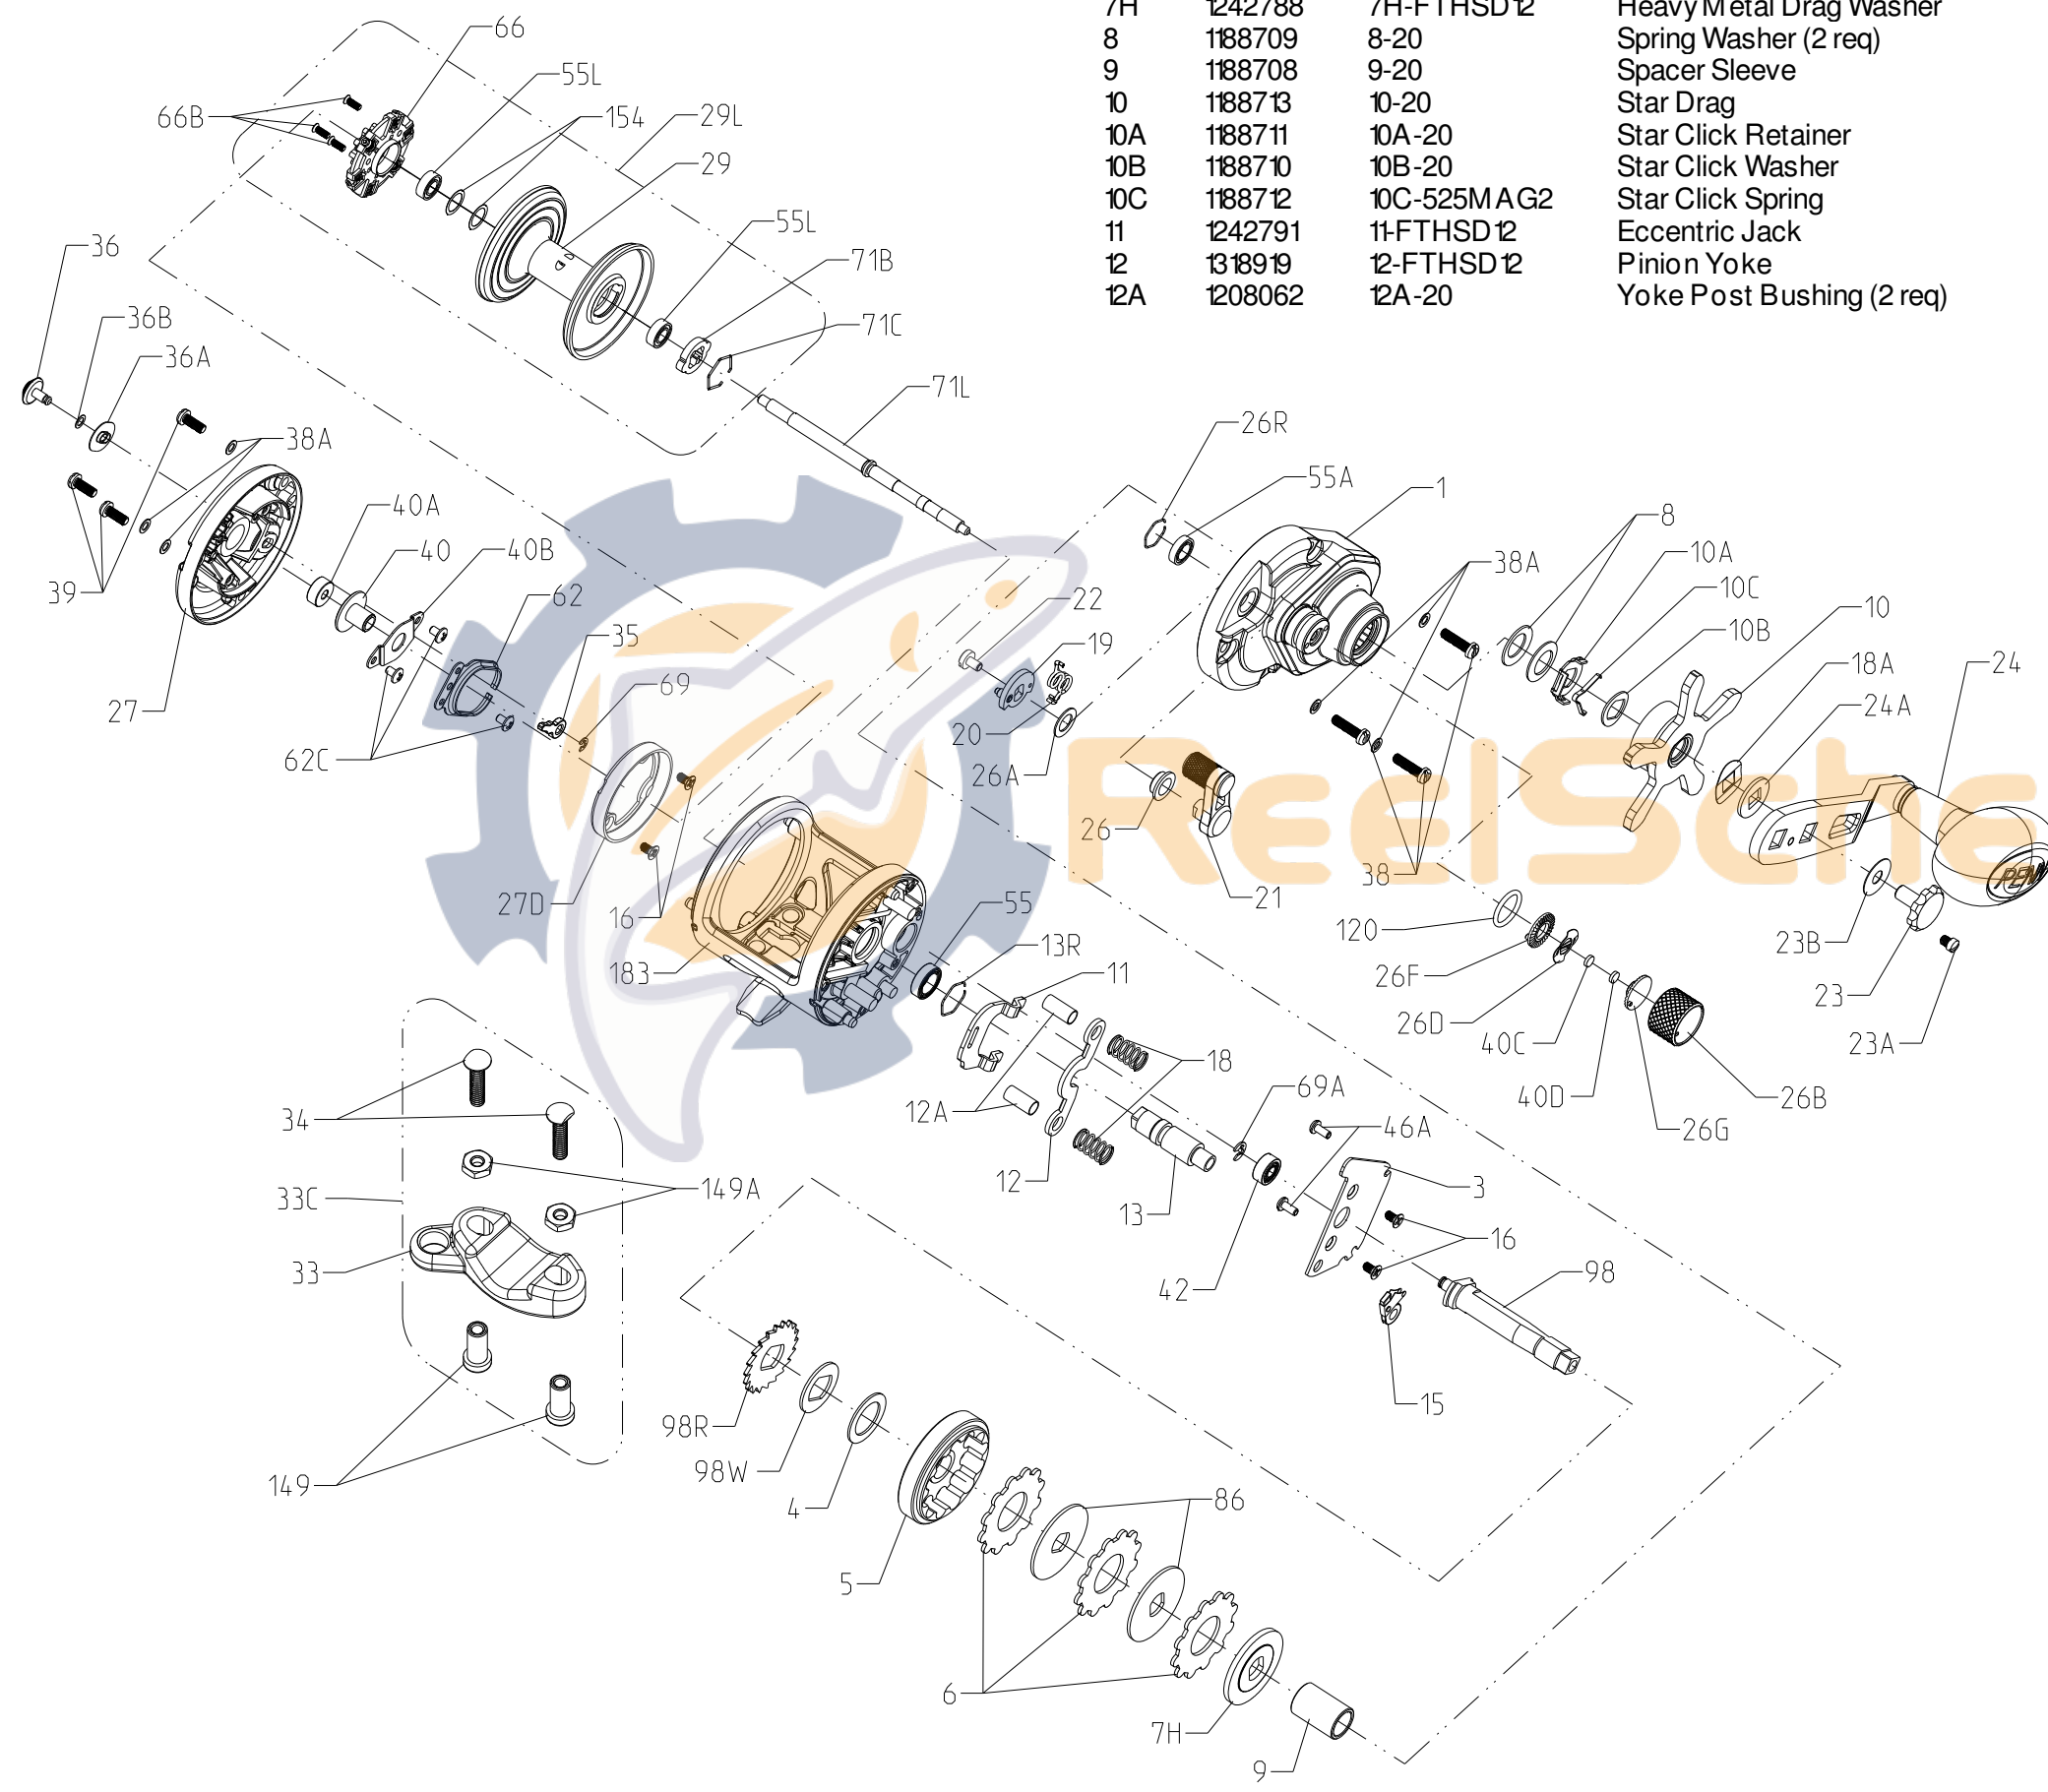 7H 1242788 7H-FTHSD12 Heavy Metal Drag Washer
8 1188709 8-20 Spring Washer (2 req)
9 1188708 9-20 Spacer Sleeve
10 1188713 10-20 Star Drag
10A 1188711 10A-20 Star Click Retainer
10B 1188710 10B-20 Star Click Washer
10C 1188712 10C-525MAG2 Star Click Spring
11 1242791 11-FTHSD12 Eccentric Jack
12 1318919 12-FTHSD12 Pinion Yoke
12A 1208062 12A-20 Yoke Post Bushing (2 req)
66
55L
66B
154
29L
29
55L
71B
71C
36
36B
36A
71L
38A
26R
55A
1
8
40A
40
40B
39
27
62
35
69
62C
22
19
20
26A
38A
10A
10C
10
10B
18A
24
24A
26
21
38
27D
16
183
55
13R
11
120
26F
26D
40C
40D
26G
26B
23B
23
23A
PENN
ReelSche
34
149A
33C
33
149
12A
18
12
13
69A
46A
42
3
16
98
15
98R
98W
4
5
86
6
7H
9